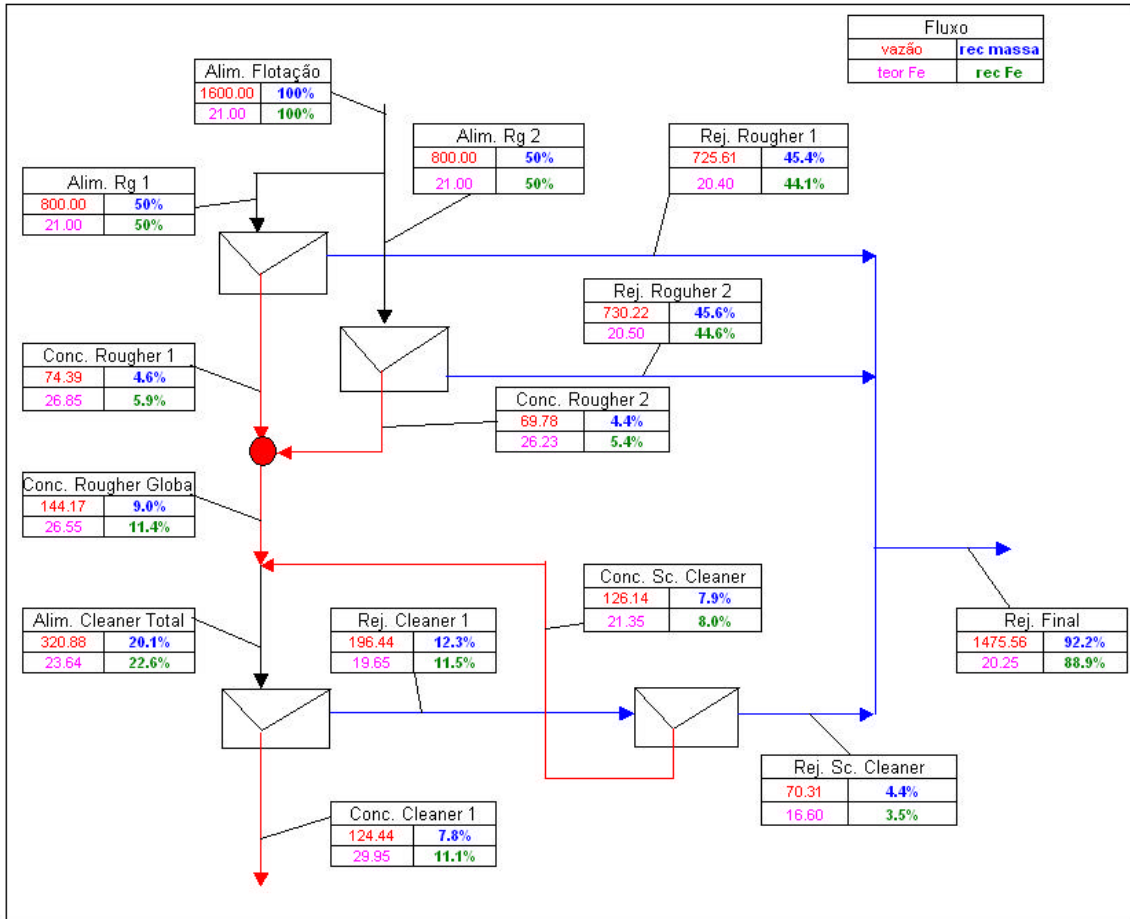 Fluxo
vazão rec massa
teor Fe rec Fe
Alim. Flotação
1600.00 100%
21.00 100%
Alim. Rg 2
800.00 50%
21.00 50%
Rej. Rougher 1
725.61 45.4%
20.40 44.1%
Alim. Rg 1
800.00 50%
21.00 50%
Rej. Roguher 2
730.22 45.6%
20.50 44.6%
Conc. Rougher 1
74.39 4.6%
26.85 5.9%
Conc. Rougher 2
69.78 4.4%
26.23 5.4%
Conc. Rougher Globa
144.17 9.0%
26.55 11.4%
Conc. Sc. Cleaner
126.14 7.9%
21.35 8.0%
Alim. Cleaner Total
320.88 20.1%
23.64 22.6%
Rej. Cleaner 1
196.44 12.3%
19.65 11.5%
Rej. Final
1475.56 92.2%
20.25 88.9%
Rej. Sc. Cleaner
70.31 4.4%
16.60 3.5%
Conc. Cleaner 1
124.44 7.8%
29.95 11.1%